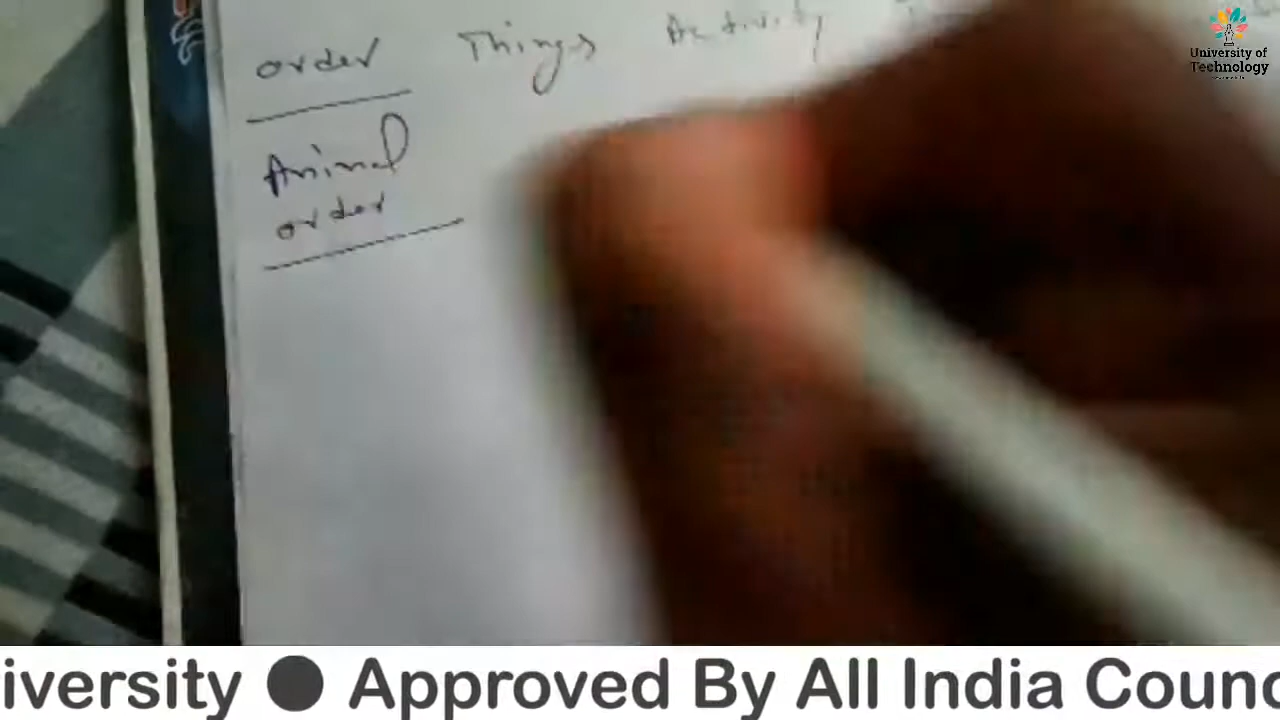 order Things Activity
Animal
order
University of
Technology
iversity ● Approved By All India Counc